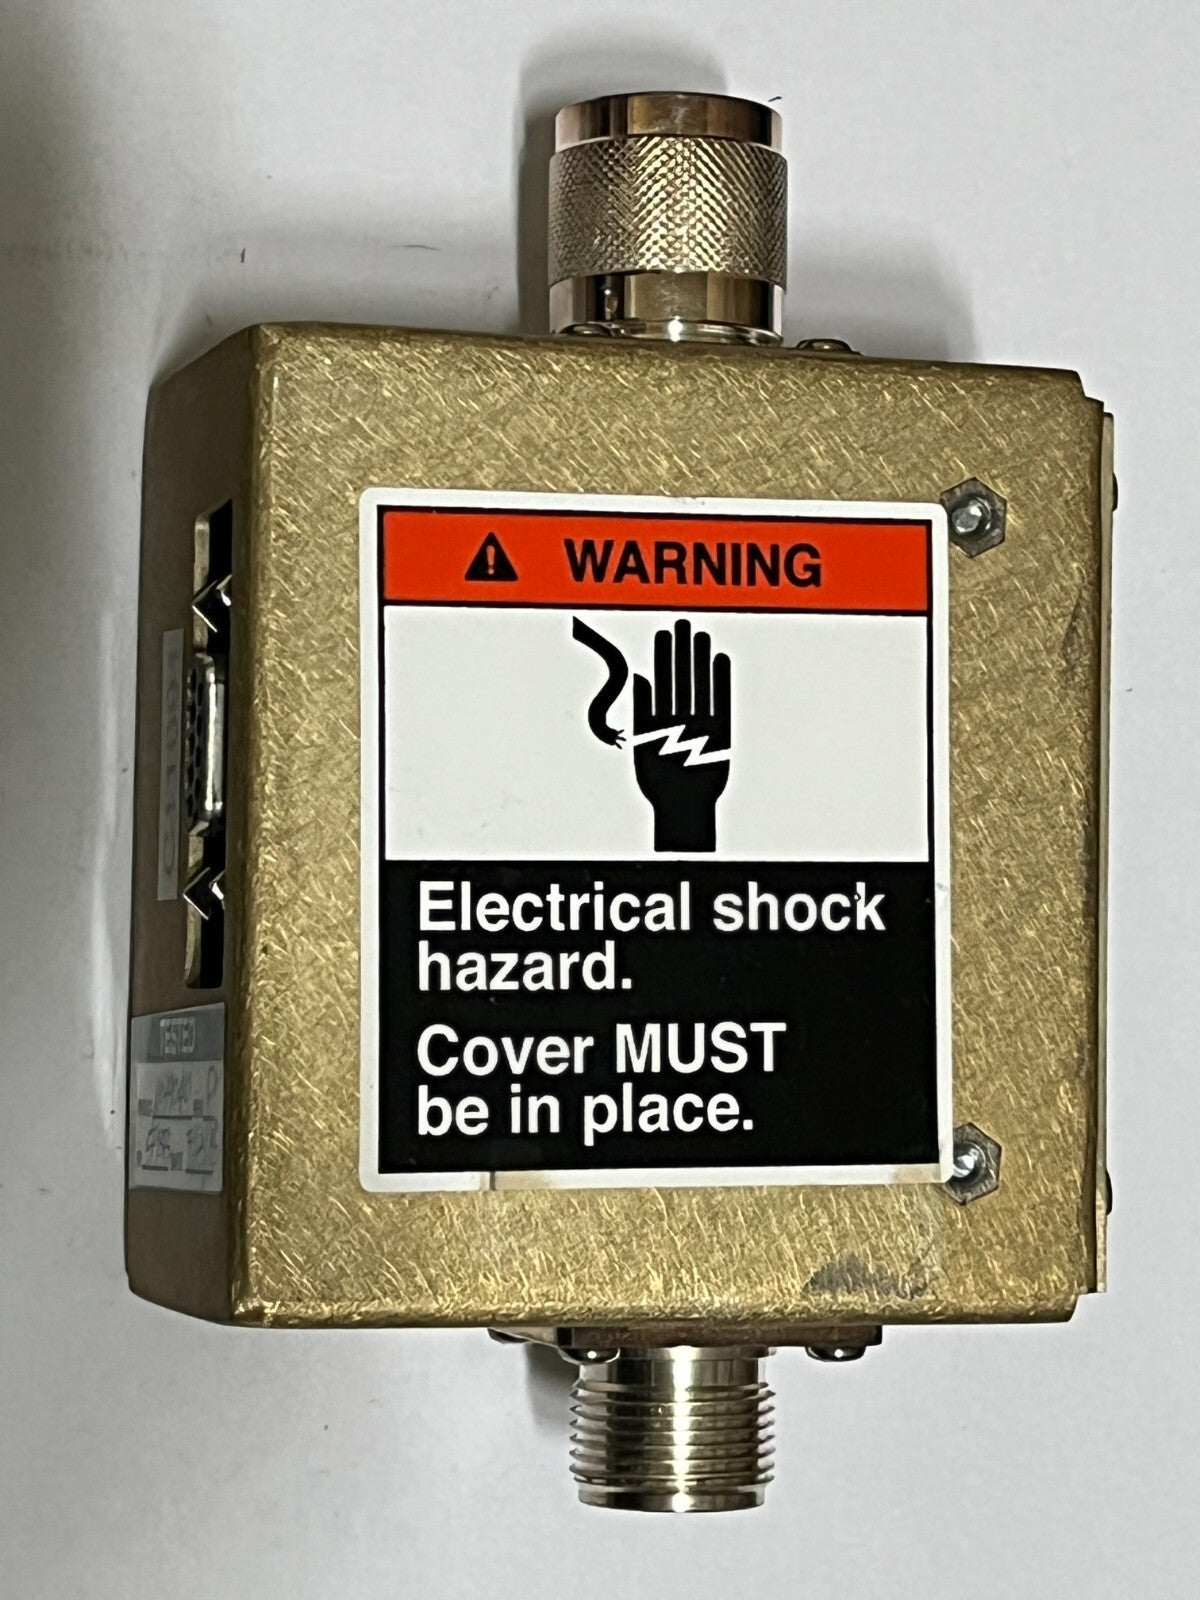 WARNING
Electrical shock
hazard.
Cover MUST
be in place.
TESTED